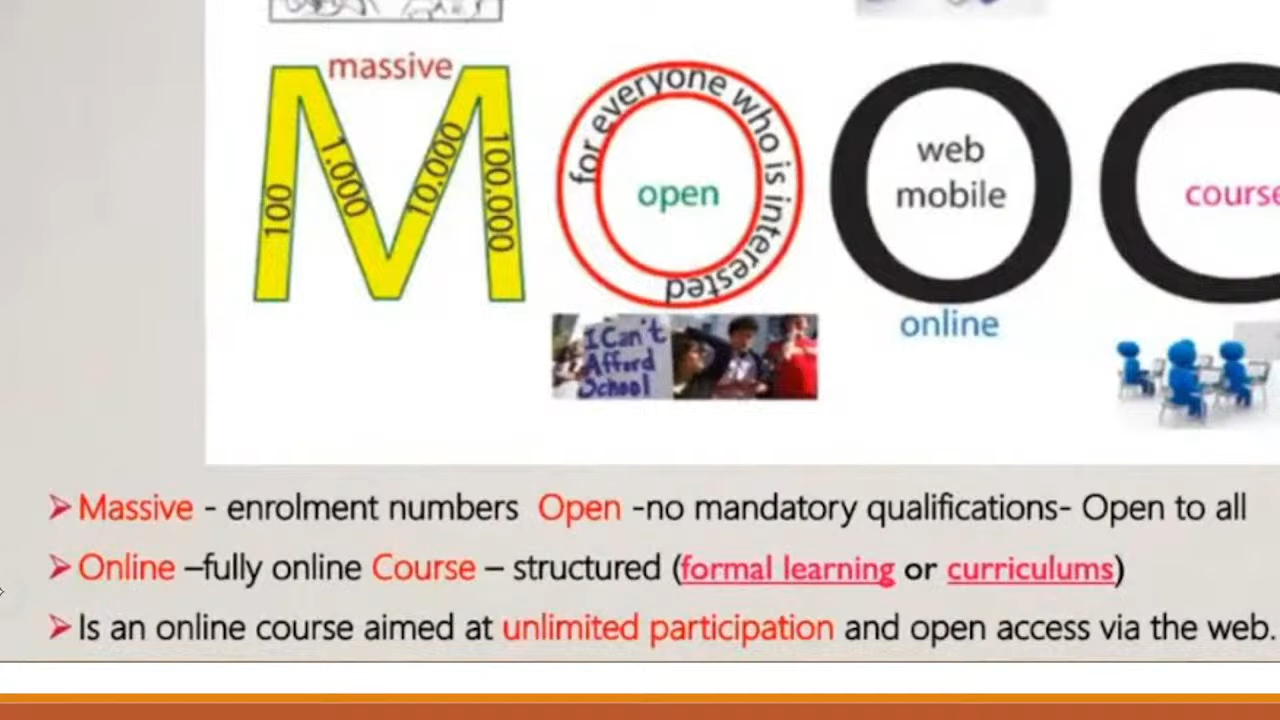 massive
100
1.000
10.000
100.000
for everyone who is interested
open
web
mobile
online
course
I Can't
Afford
School
➢Massive - enrolment numbers Open -no mandatory qualifications- Open to all
➢Online –fully online Course – structured (formal learning or curriculums)
➢Is an online course aimed at unlimited participation and open access via the web.